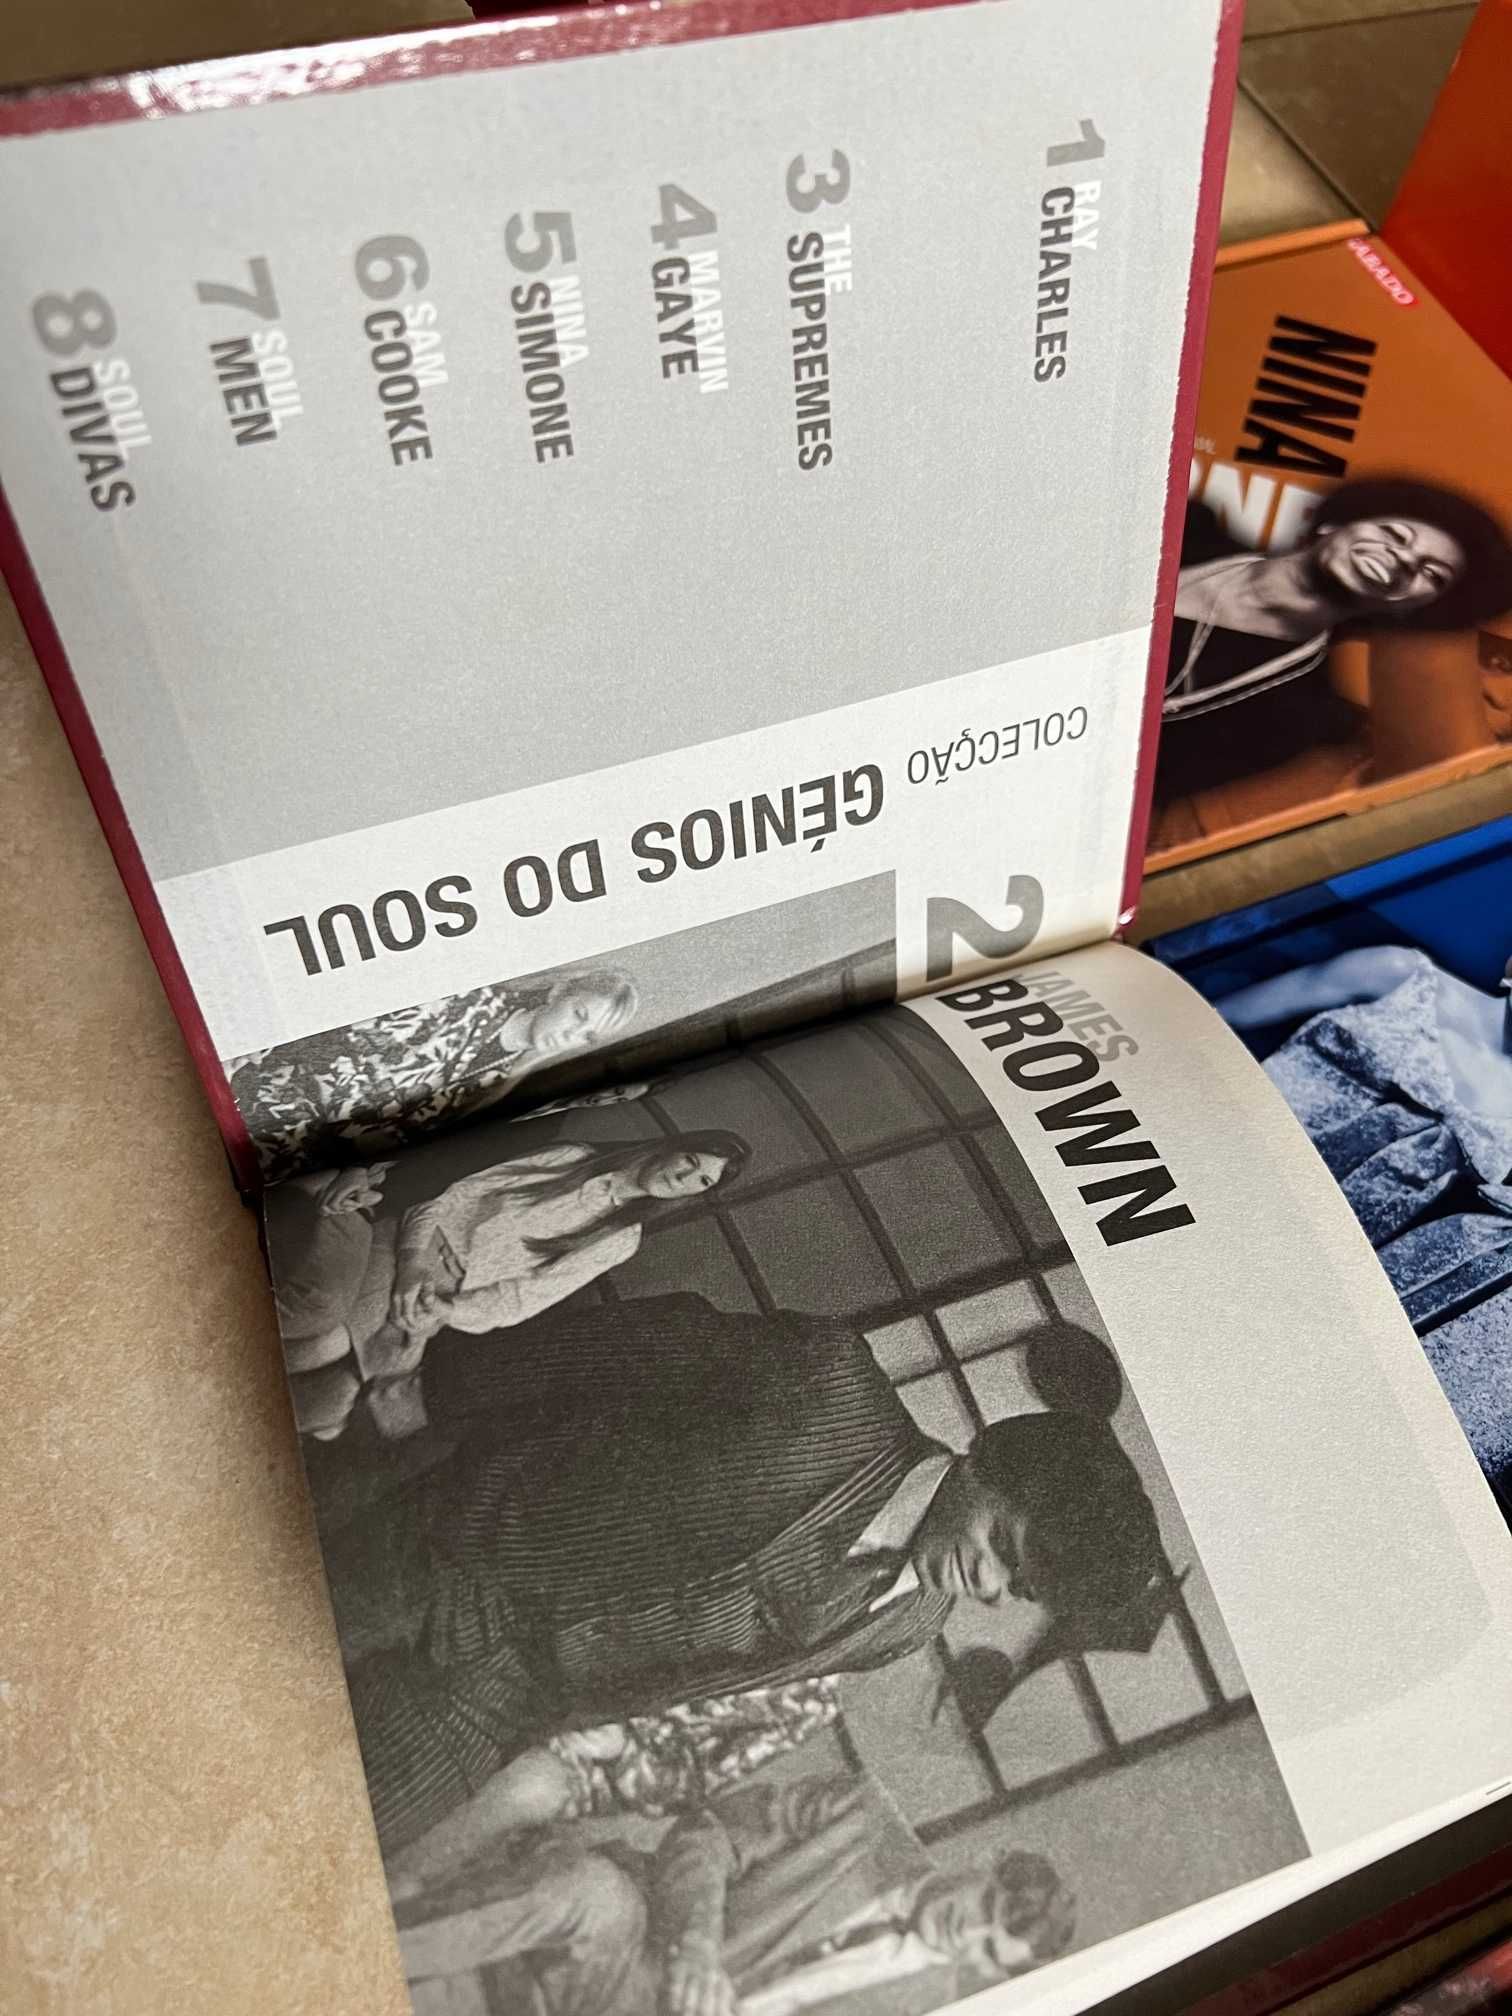 COLECÇÃO
GÉNIOS DO SOUL
1 RAY
CHARLES
3 THE
SUPREMES
4 MARVIN
GAYE
5 NINA
SIMONE
6 SAM
COOKE
7 SOUL
MEN
8 SOUL
DIVAS
2 JAMES
BROWN
SÁBADO
NINA